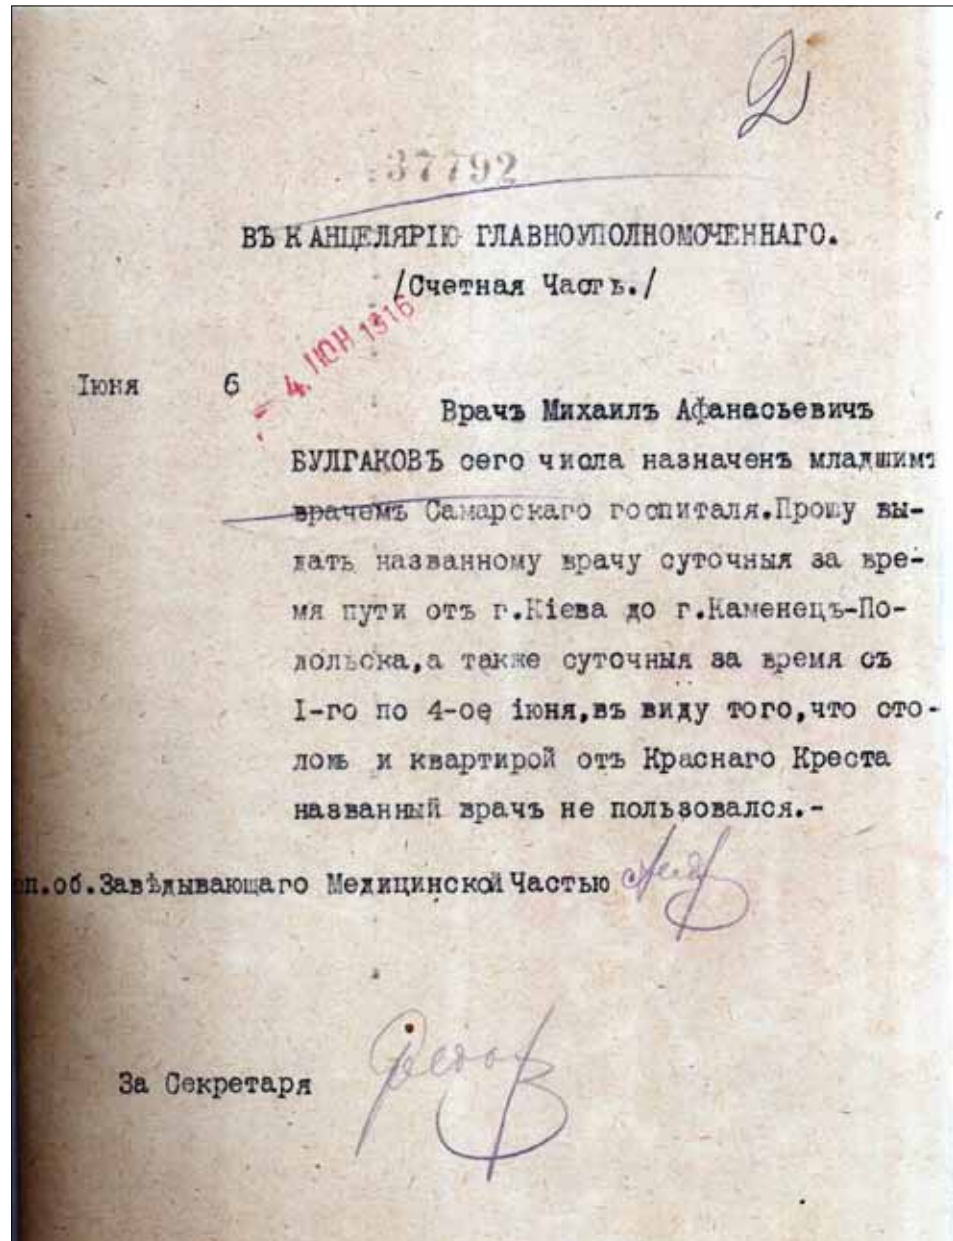 2
37792
ВЪ КАНЦЕЛЯРІЮ ГЛАВНОУПОЛНОМОЧЕННАГО.
/Счетная Часть./
4. ІЮН 1916
Іюня 6
Врачъ Михаилъ Афанасьевичъ
БУЛГАКОВЪ сего числа назначенъ младшимъ
врачемъ Самарскаго госпиталя.Прошу вы-
дать названному врачу суточныя за вре-
мя пути отъ г.Кіева до г.Каменецъ-По-
дольска,а также суточныя за время съ
І-го по 4-ое іюня,въ виду того,что сто-
ломъ и квартирой отъ Краснаго Креста
названный врачъ не пользовался.-
сп.об.Завѣдывающаго Медицинской Частью
За Секретаря